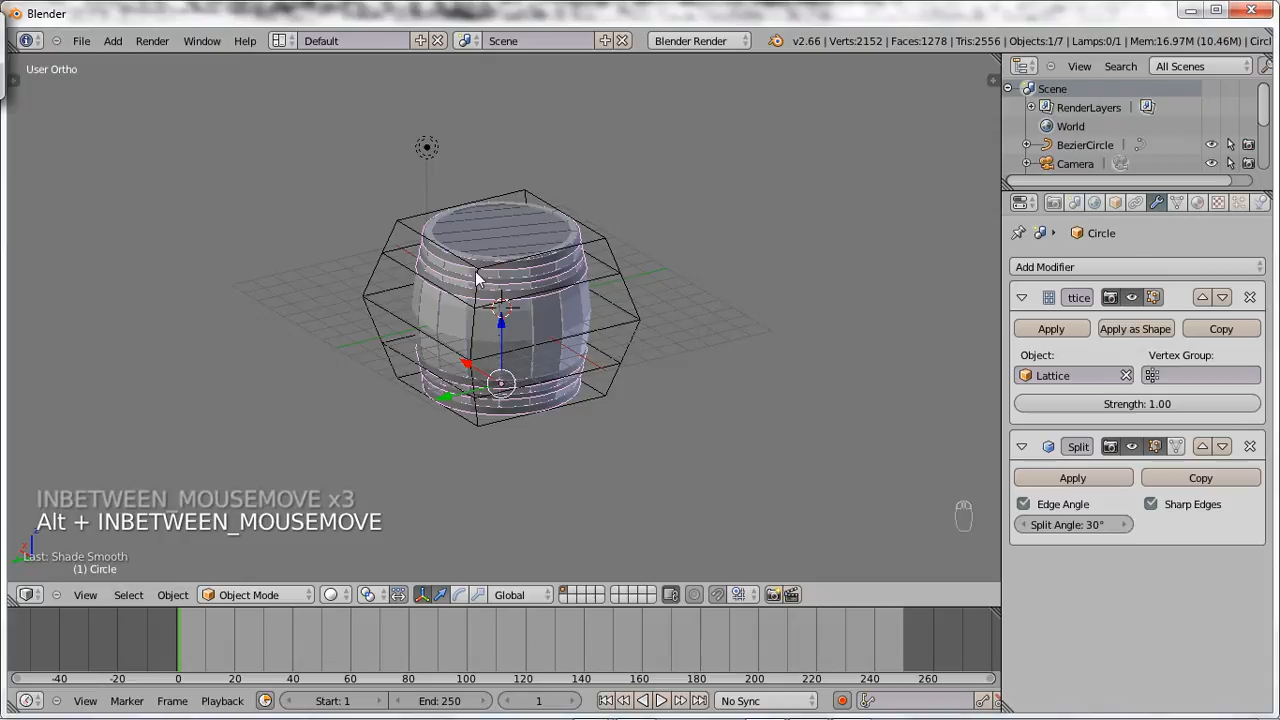 Blender
File Add Render Window Help Default Scene Blender Render v2.66 | Verts:2152 | Faces:1278 | Tris:2556 | Objects:1/7 | Lamps:0/1 | Mem:16.97M (10.46M) | Circl
User Ortho
View Search All Scenes
Scene
RenderLayers
World
BezierCircle
Camera
Circle
Add Modifier
ttice
Apply Apply as Shape Copy
Object: Vertex Group:
Lattice
Strength: 1.00
Split
Apply Copy
Edge Angle Sharp Edges
Split Angle: 30°
INBETWEEN_MOUSEMOVE x3
Alt + INBETWEEN_MOUSEMOVE
Last: Shade Smooth
(1) Circle
View Select Object Object Mode Global
-40 -20 0 20 40 60 80 100 120 140 160 180 200 220 240 260
View Marker Frame Playback Start: 1 End: 250 1 No Sync